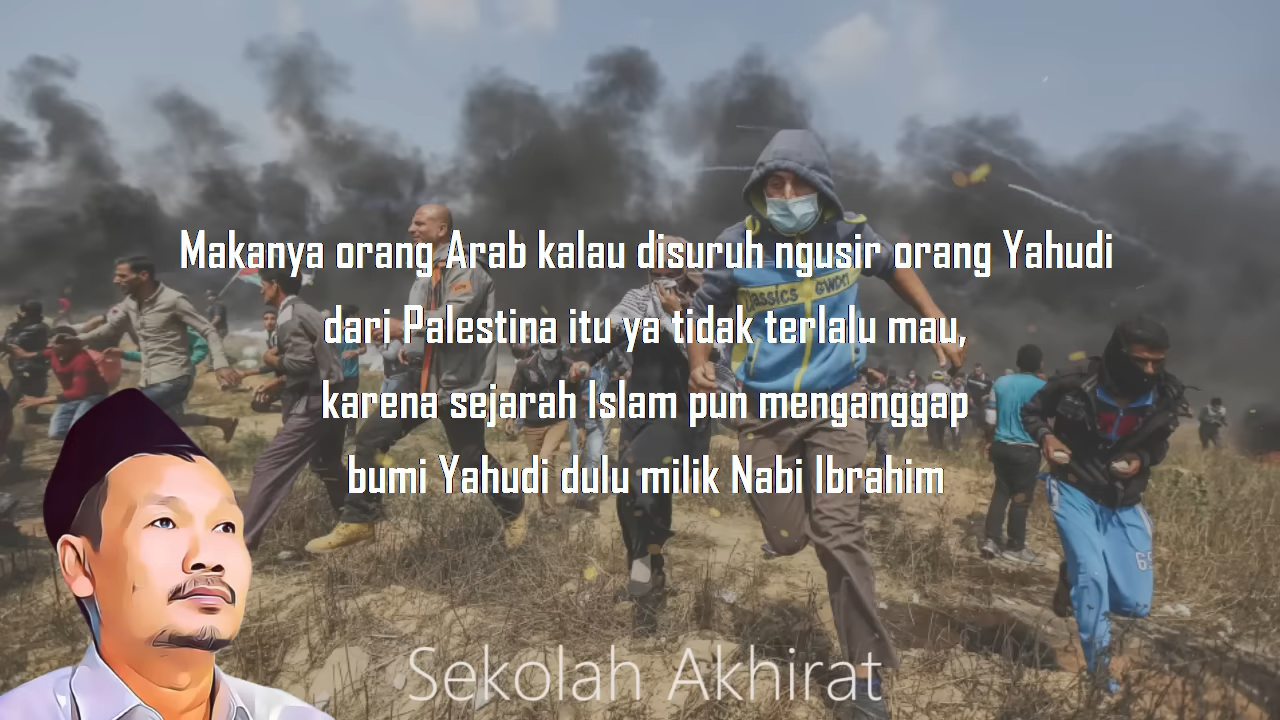 Makanya orang Arab kalau disuruh ngusir orang Yahudi
dari Palestina itu ya tidak terlalu mau,
karena sejarah Islam pun menganggap
bumi Yahudi dulu milik Nabi Ibrahim
Sekolah Akhirat